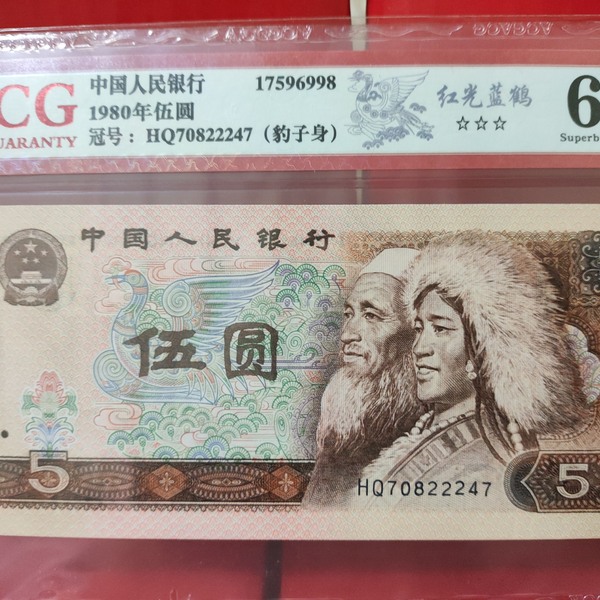 CG
UARANTY
中国人民银行 17596998
1980年伍圆
冠号：HQ70822247（豹子身）
红光蓝鹤
☆☆☆
6
Superb
中国人民银行
伍圆
5
HQ70822247
5